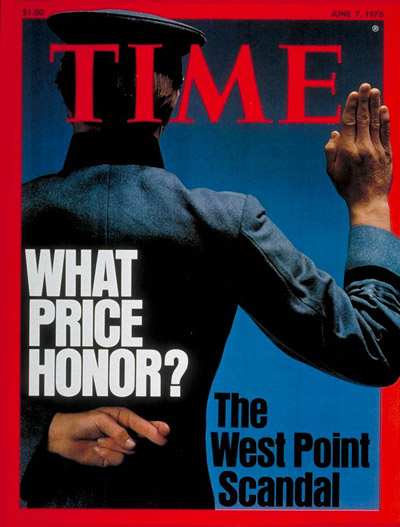 $1.00
JUNE 7, 1976
TIME
®
WHAT
PRICE
HONOR?
The
West Point
Scandal